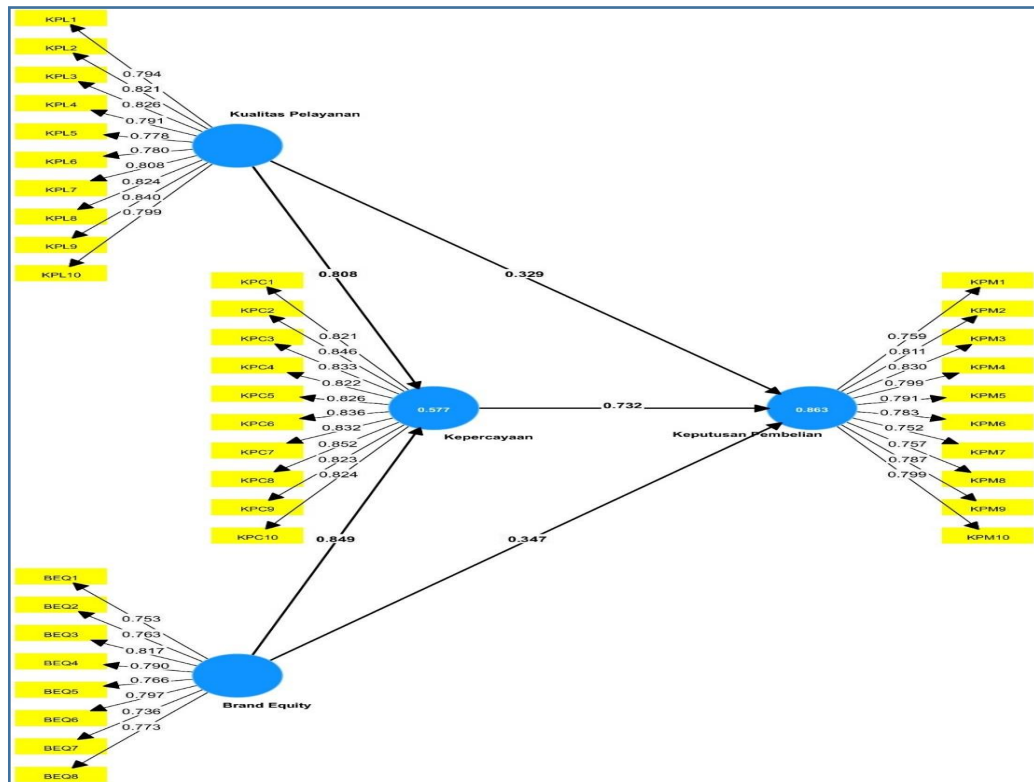 KPL1
KPL2
KPL3
KPL4
KPL5
KPL6
KPL7
KPL8
KPL9
KPL10
0.794
0.821
0.826
0.791
0.778
0.780
0.808
0.824
0.840
0.799
Kualitas Pelayanan
0.808
0.329
KPC1
KPC2
KPC3
KPC4
KPC5
KPC6
KPC7
KPC8
KPC9
KPC10
0.821
0.846
0.833
0.822
0.826
0.836
0.832
0.852
0.823
0.824
0.577
Kepercayaan
0.732
0.863
Keputusan Pembelian
0.759
0.811
0.830
0.799
0.791
0.783
0.752
0.757
0.787
0.799
KPM1
KPM2
KPM3
KPM4
KPM5
KPM6
KPM7
KPM8
KPM9
KPM10
0.849
0.347
BEQ1
BEQ2
BEQ3
BEQ4
BEQ5
BEQ6
BEQ7
BEQ8
0.753
0.763
0.817
0.790
0.766
0.797
0.736
0.773
Brand Equity